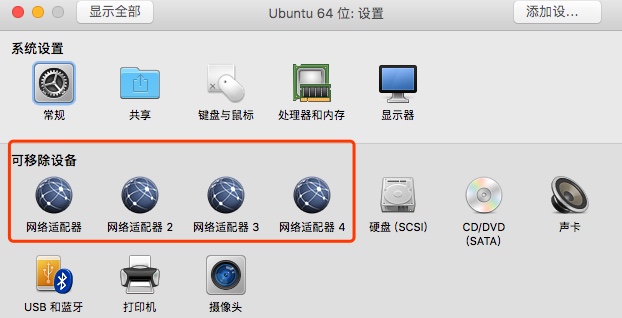 显示全部 Ubuntu 64 位: 设置 添加设…
系统设置
常规 共享 键盘与鼠标 处理器和内存 显示器
可移除设备
网络适配器 网络适配器 2 网络适配器 3 网络适配器 4 硬盘 (SCSI) CD/DVD 声卡
(SATA)
USB 和蓝牙 打印机 摄像头